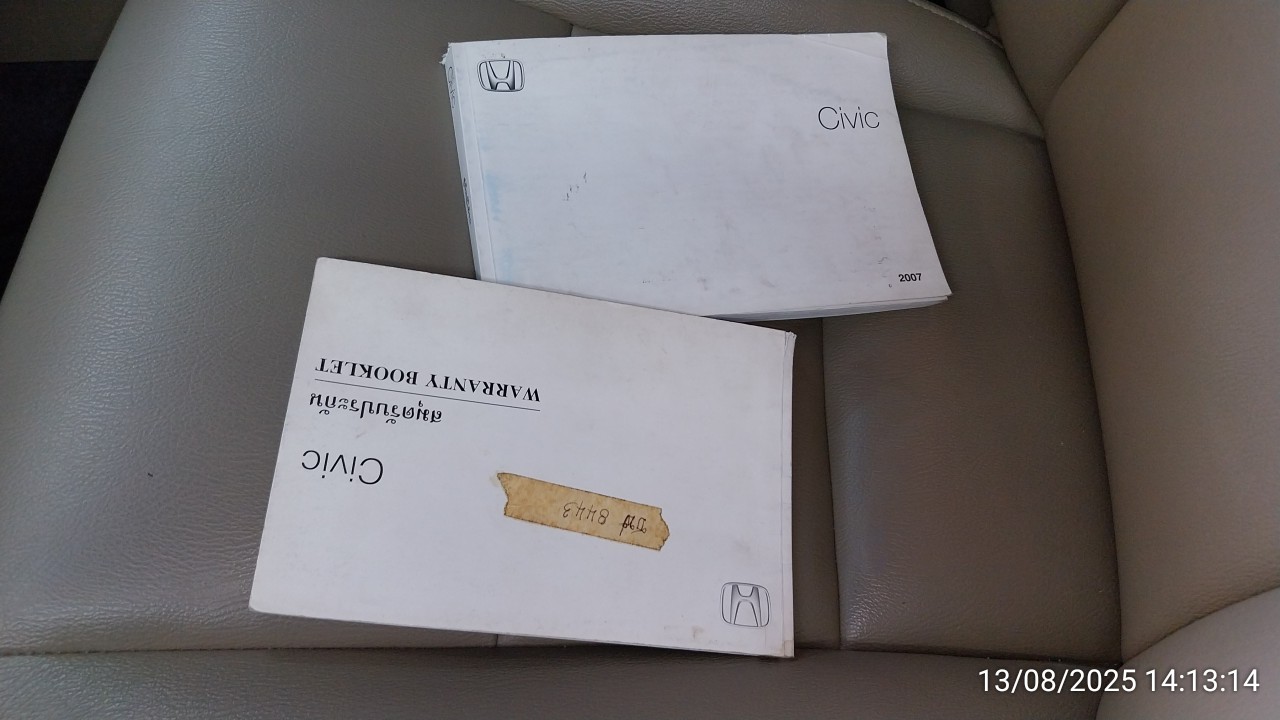 Civic
2007
WARRANTY BOOKLET
สมุดรับประกัน
Civic
8443
13/08/2025 14:13:14